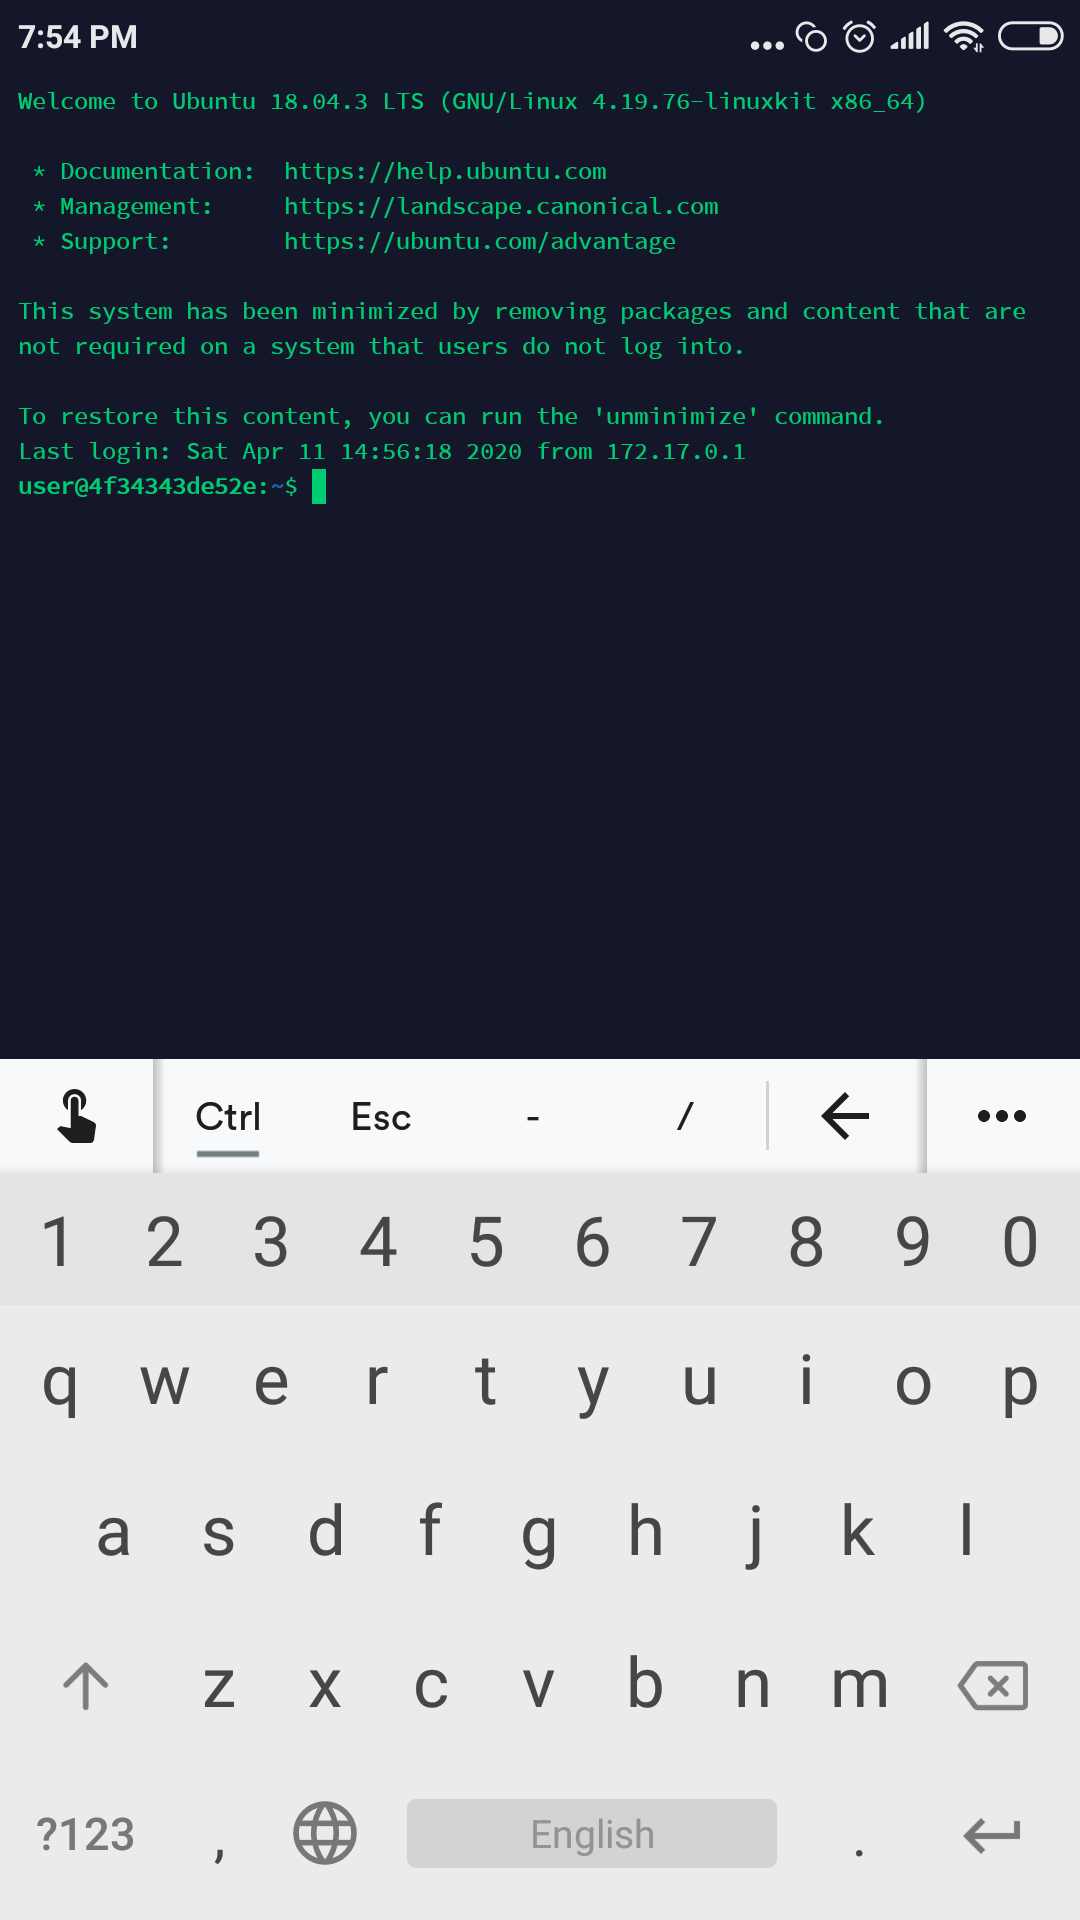 7:54 PM
Welcome to Ubuntu 18.04.3 LTS (GNU/Linux 4.19.76-linuxkit x86_64)
* Documentation:  https://help.ubuntu.com
* Management:     https://landscape.canonical.com
* Support:        https://ubuntu.com/advantage
This system has been minimized by removing packages and content that are
not required on a system that users do not log into.
To restore this content, you can run the 'unminimize' command.
Last login: Sat Apr 11 14:56:18 2020 from 172.17.0.1
user@4f34343de52e:~$
Ctrl Esc - /
1 2 3 4 5 6 7 8 9 0
q w e r t y u i o p
a s d f g h j k l
z x c v b n m
?123 , English .